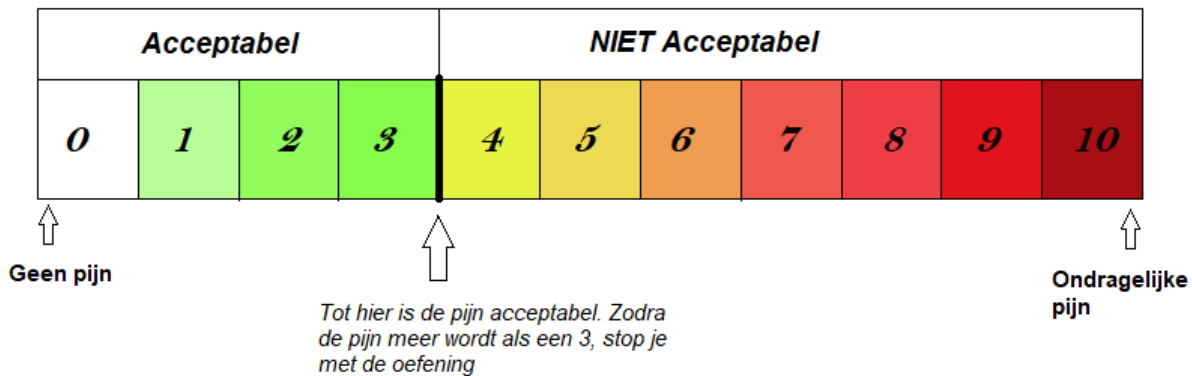 Acceptabel
NIET Acceptabel
0 1 2 3 4 5 6 7 8 9 10
Geen pijn
Ondragelijke
pijn
Tot hier is de pijn acceptabel. Zodra
de pijn meer wordt als een 3, stop je
met de oefening